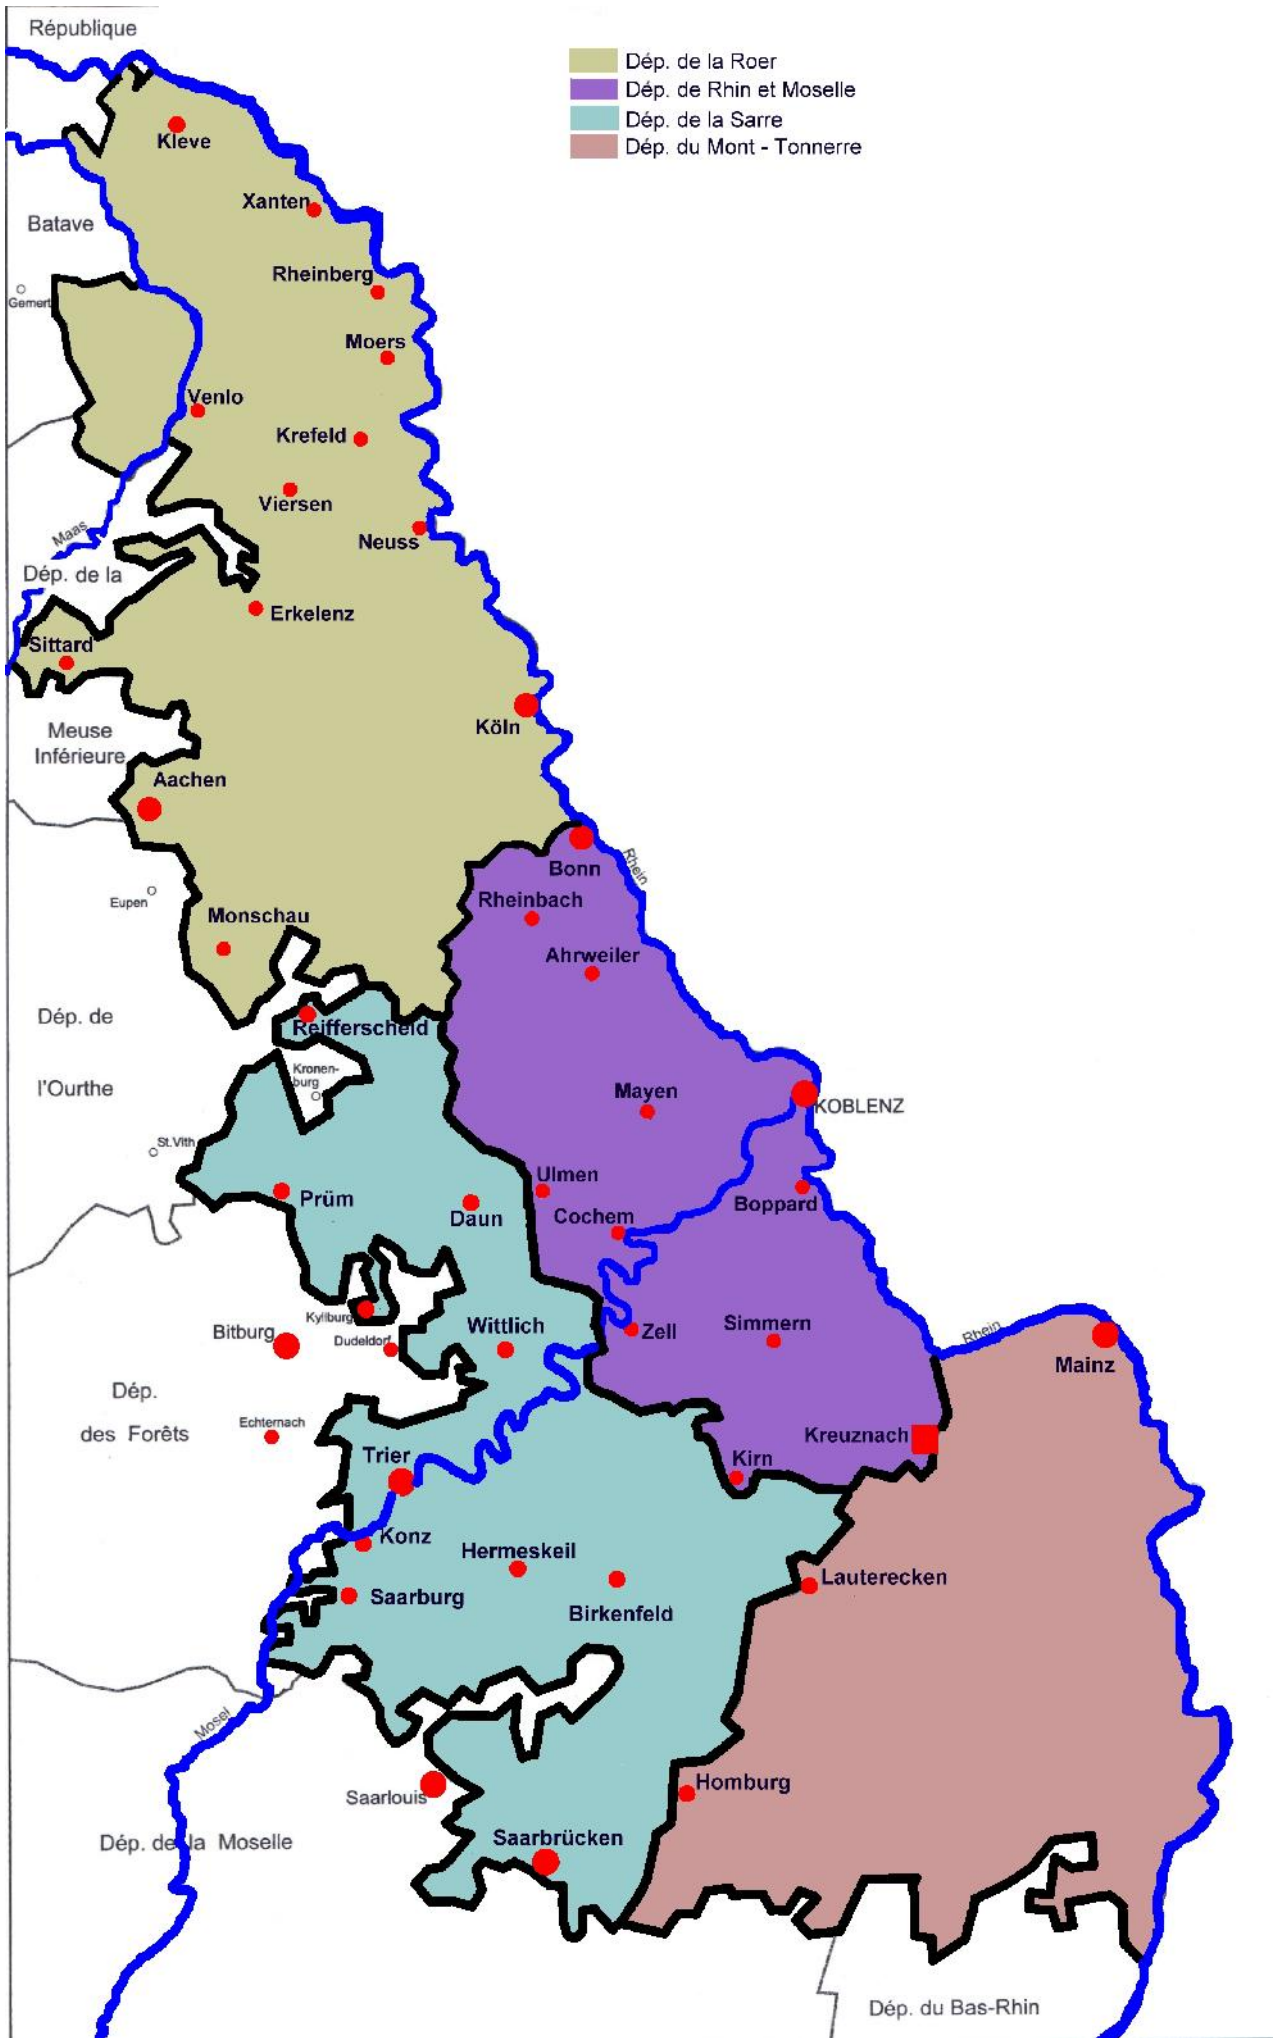 République
Dép. de la Roer
Dép. de Rhin et Moselle
Dép. de la Sarre
Dép. du Mont - Tonnerre
Kleve
Xanten
Batave
Rheinberg
Gemert
Moers
Venlo
Krefeld
Viersen
Maas
Neuss
Dép. de la
Erkelenz
Sittard
Meuse
Inférieure
Köln
Aachen
Bonn
Rhein
Eupen
Rheinbach
Monschau
Ahrweiler
Dép. de
Reifferscheid
Kronen-
burg
l'Ourthe
Mayen
KOBLENZ
St.Vith
Ulmen
Prüm
Daun
Boppard
Cochem
Kyllburg
Bitburg
Dudeldorf
Wittlich
Zell
Simmern
Rhein
Mainz
Dép.
des Forêts
Echternach
Kreuznach
Trier
Kirn
Konz
Hermeskeil
Lauterecken
Saarburg
Birkenfeld
Mosel
Homburg
Saarlouis
Dép. de la Moselle
Saarbrücken
Dép. du Bas-Rhin